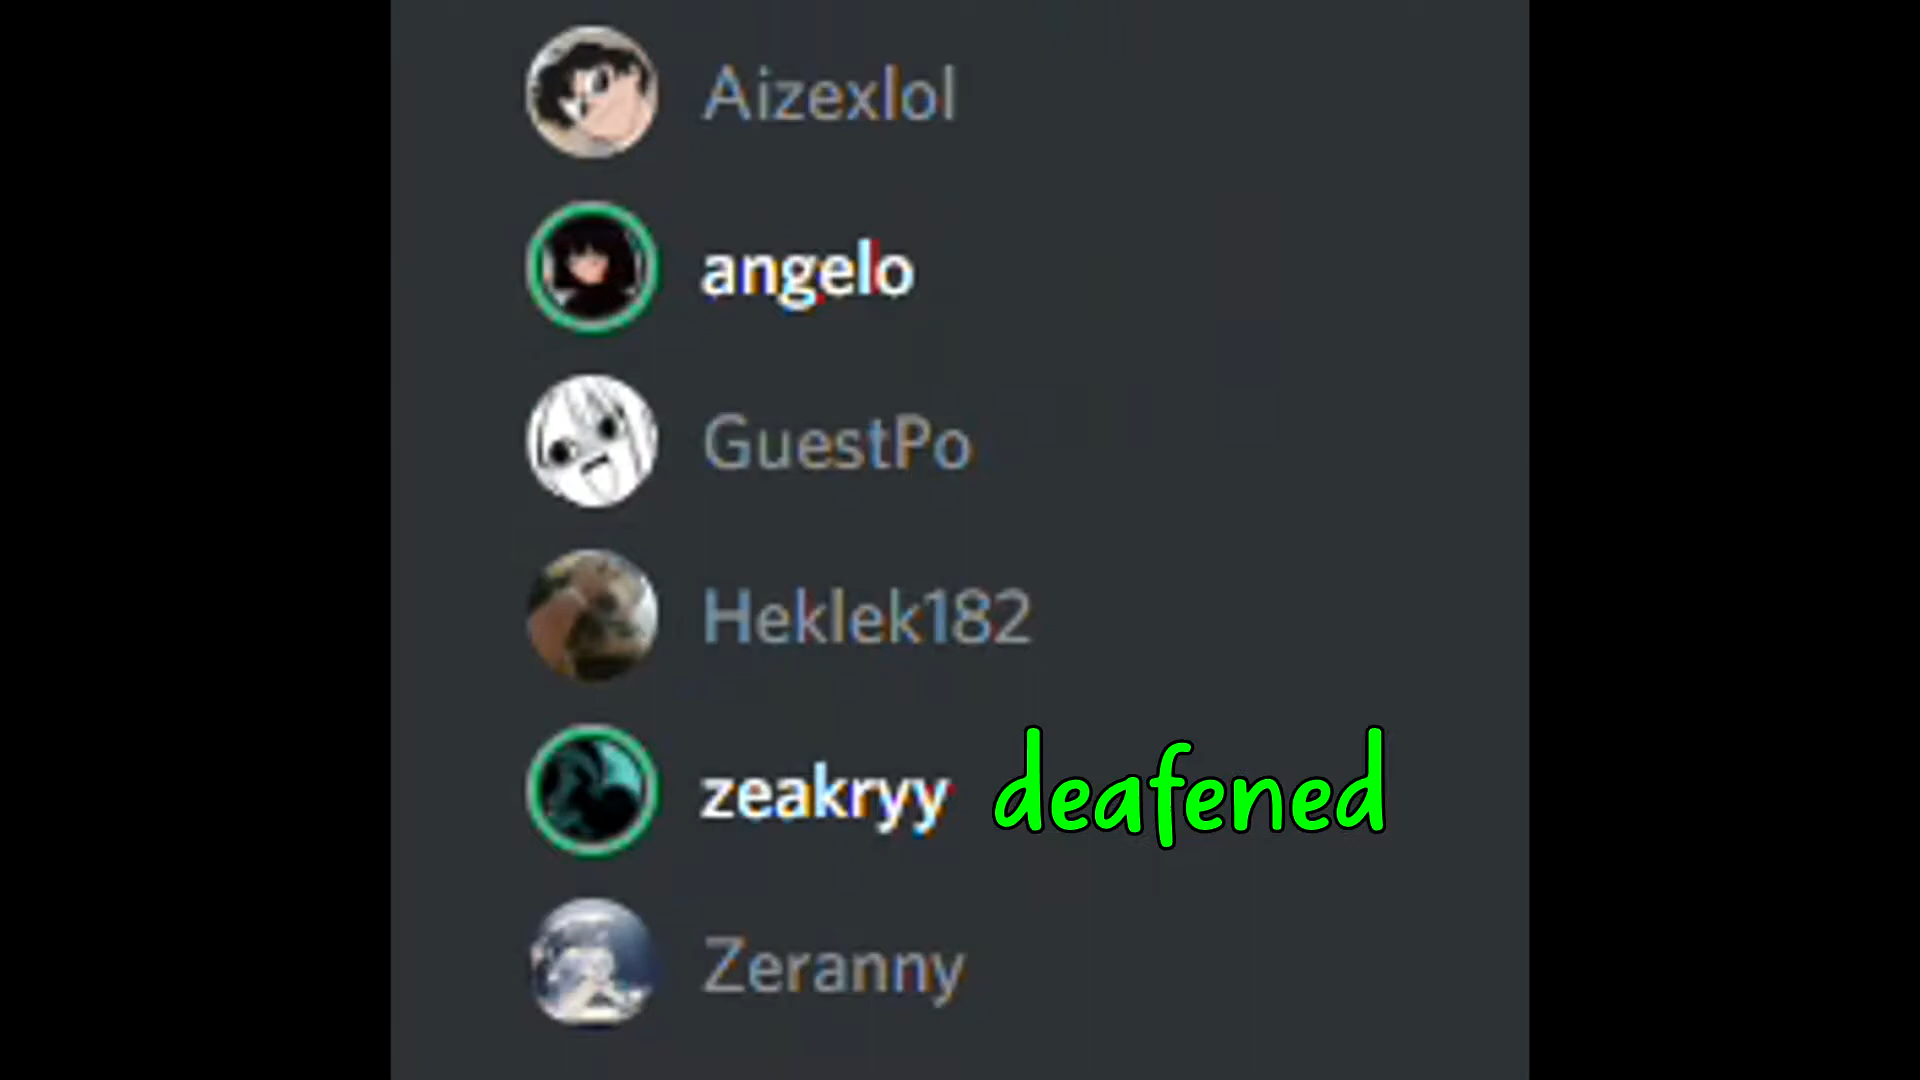 Aizexlol
angelo
GuestPo
Heklek182
zeakryy deafened
Zeranny